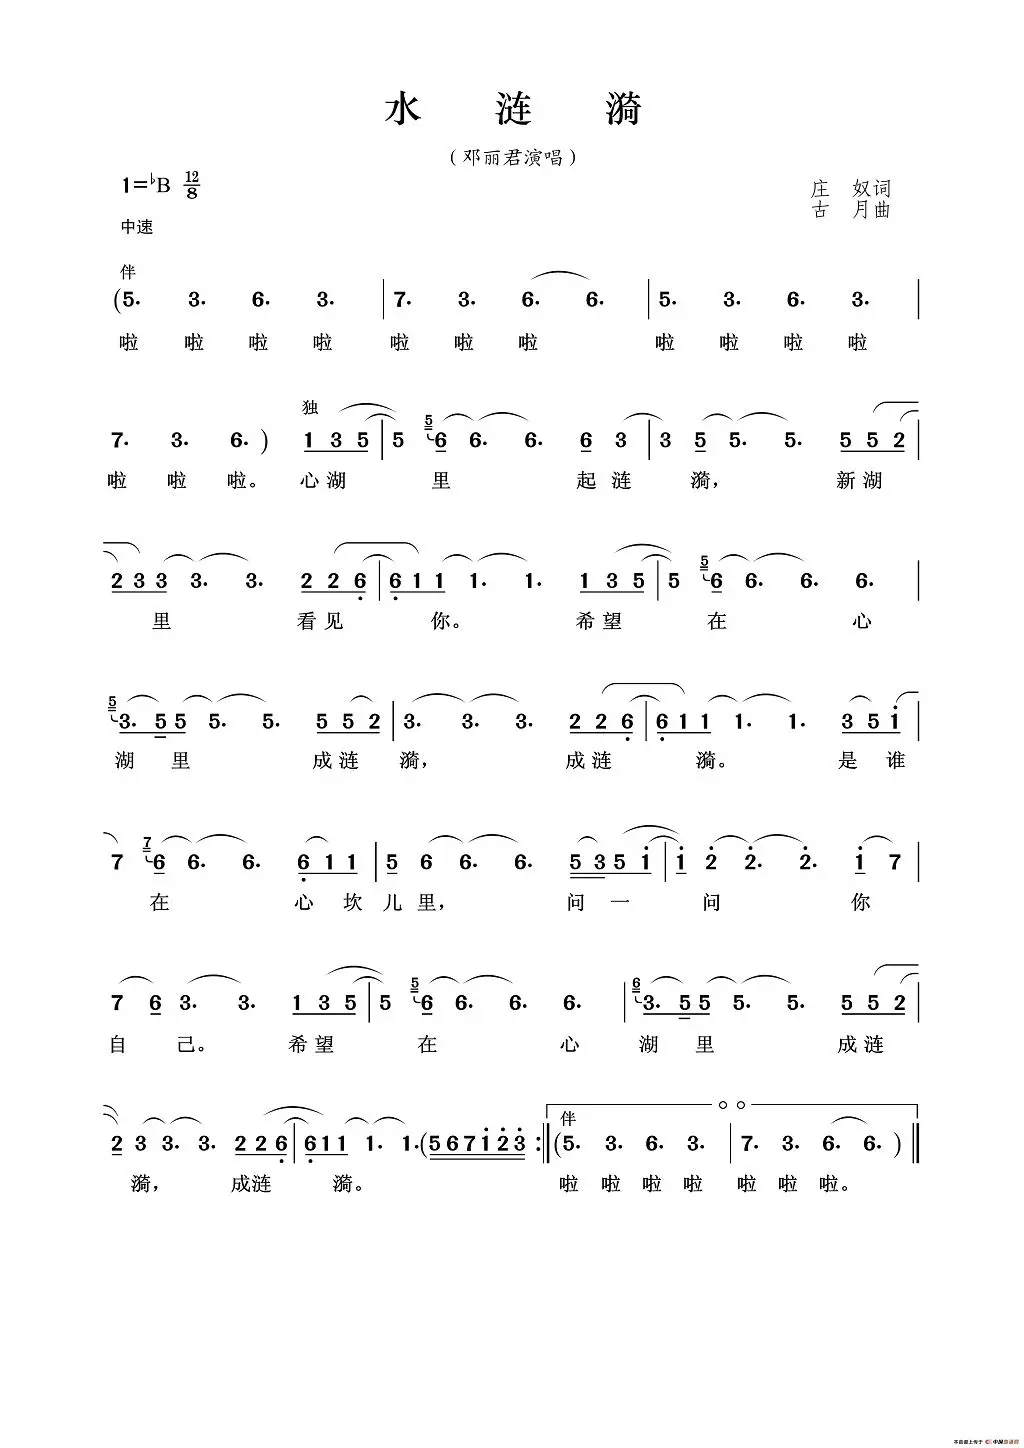 水 涟 漪
（邓丽君演唱）
1=♭B 12/8
庄 奴词
古 月曲
中速
伴
(5. 3. 6. 3. | 7. 3. 6. 6. | 5. 3. 6. 3. |
啦 啦 啦 啦 啦 啦 啦 啦 啦 啦 啦
独
7. 3. 6. ) 1 3 5 | 5 5 6 6. 6. 6 3 | 3 5 5. 5. 5 5 2 |
啦 啦 啦。 心 湖 里 起 涟 漪， 新 湖
2 3 3 3. 3. 2 2 6 | 6 1 1 1. 1. 1 3 5 | 5 5 6 6. 6. 6. |
里 看 见 你。 希 望 在 心
5 3. 5 5 5. 5. 5 5 2 | 3. 3. 3. 2 2 6 | 6 1 1 1. 1. 3 5 1 |
湖 里 成 涟 漪， 成 涟 漪。 是 谁
7 7 6 6. 6. 6 1 1 | 5 6 6. 6. 5 3 5 1 | 1 2 2. 2. 1 7 |
在 心 坎 儿 里， 问 一 问 你
7 6 3. 3. 1 3 5 | 5 5 6 6. 6. 6. | 6 3. 5 5 5. 5. 5 5 2 |
自 己。 希 望 在 心 湖 里 成 涟
伴
2 3 3. 3. 2 2 6 | 6 1 1 1. 1. (5 6 7 1 2 3 :‖ (5. 3. 6. 3. | 7. 3. 6. 6. ) ‖
漪， 成 涟 漪。 啦 啦 啦 啦 啦 啦 啦。